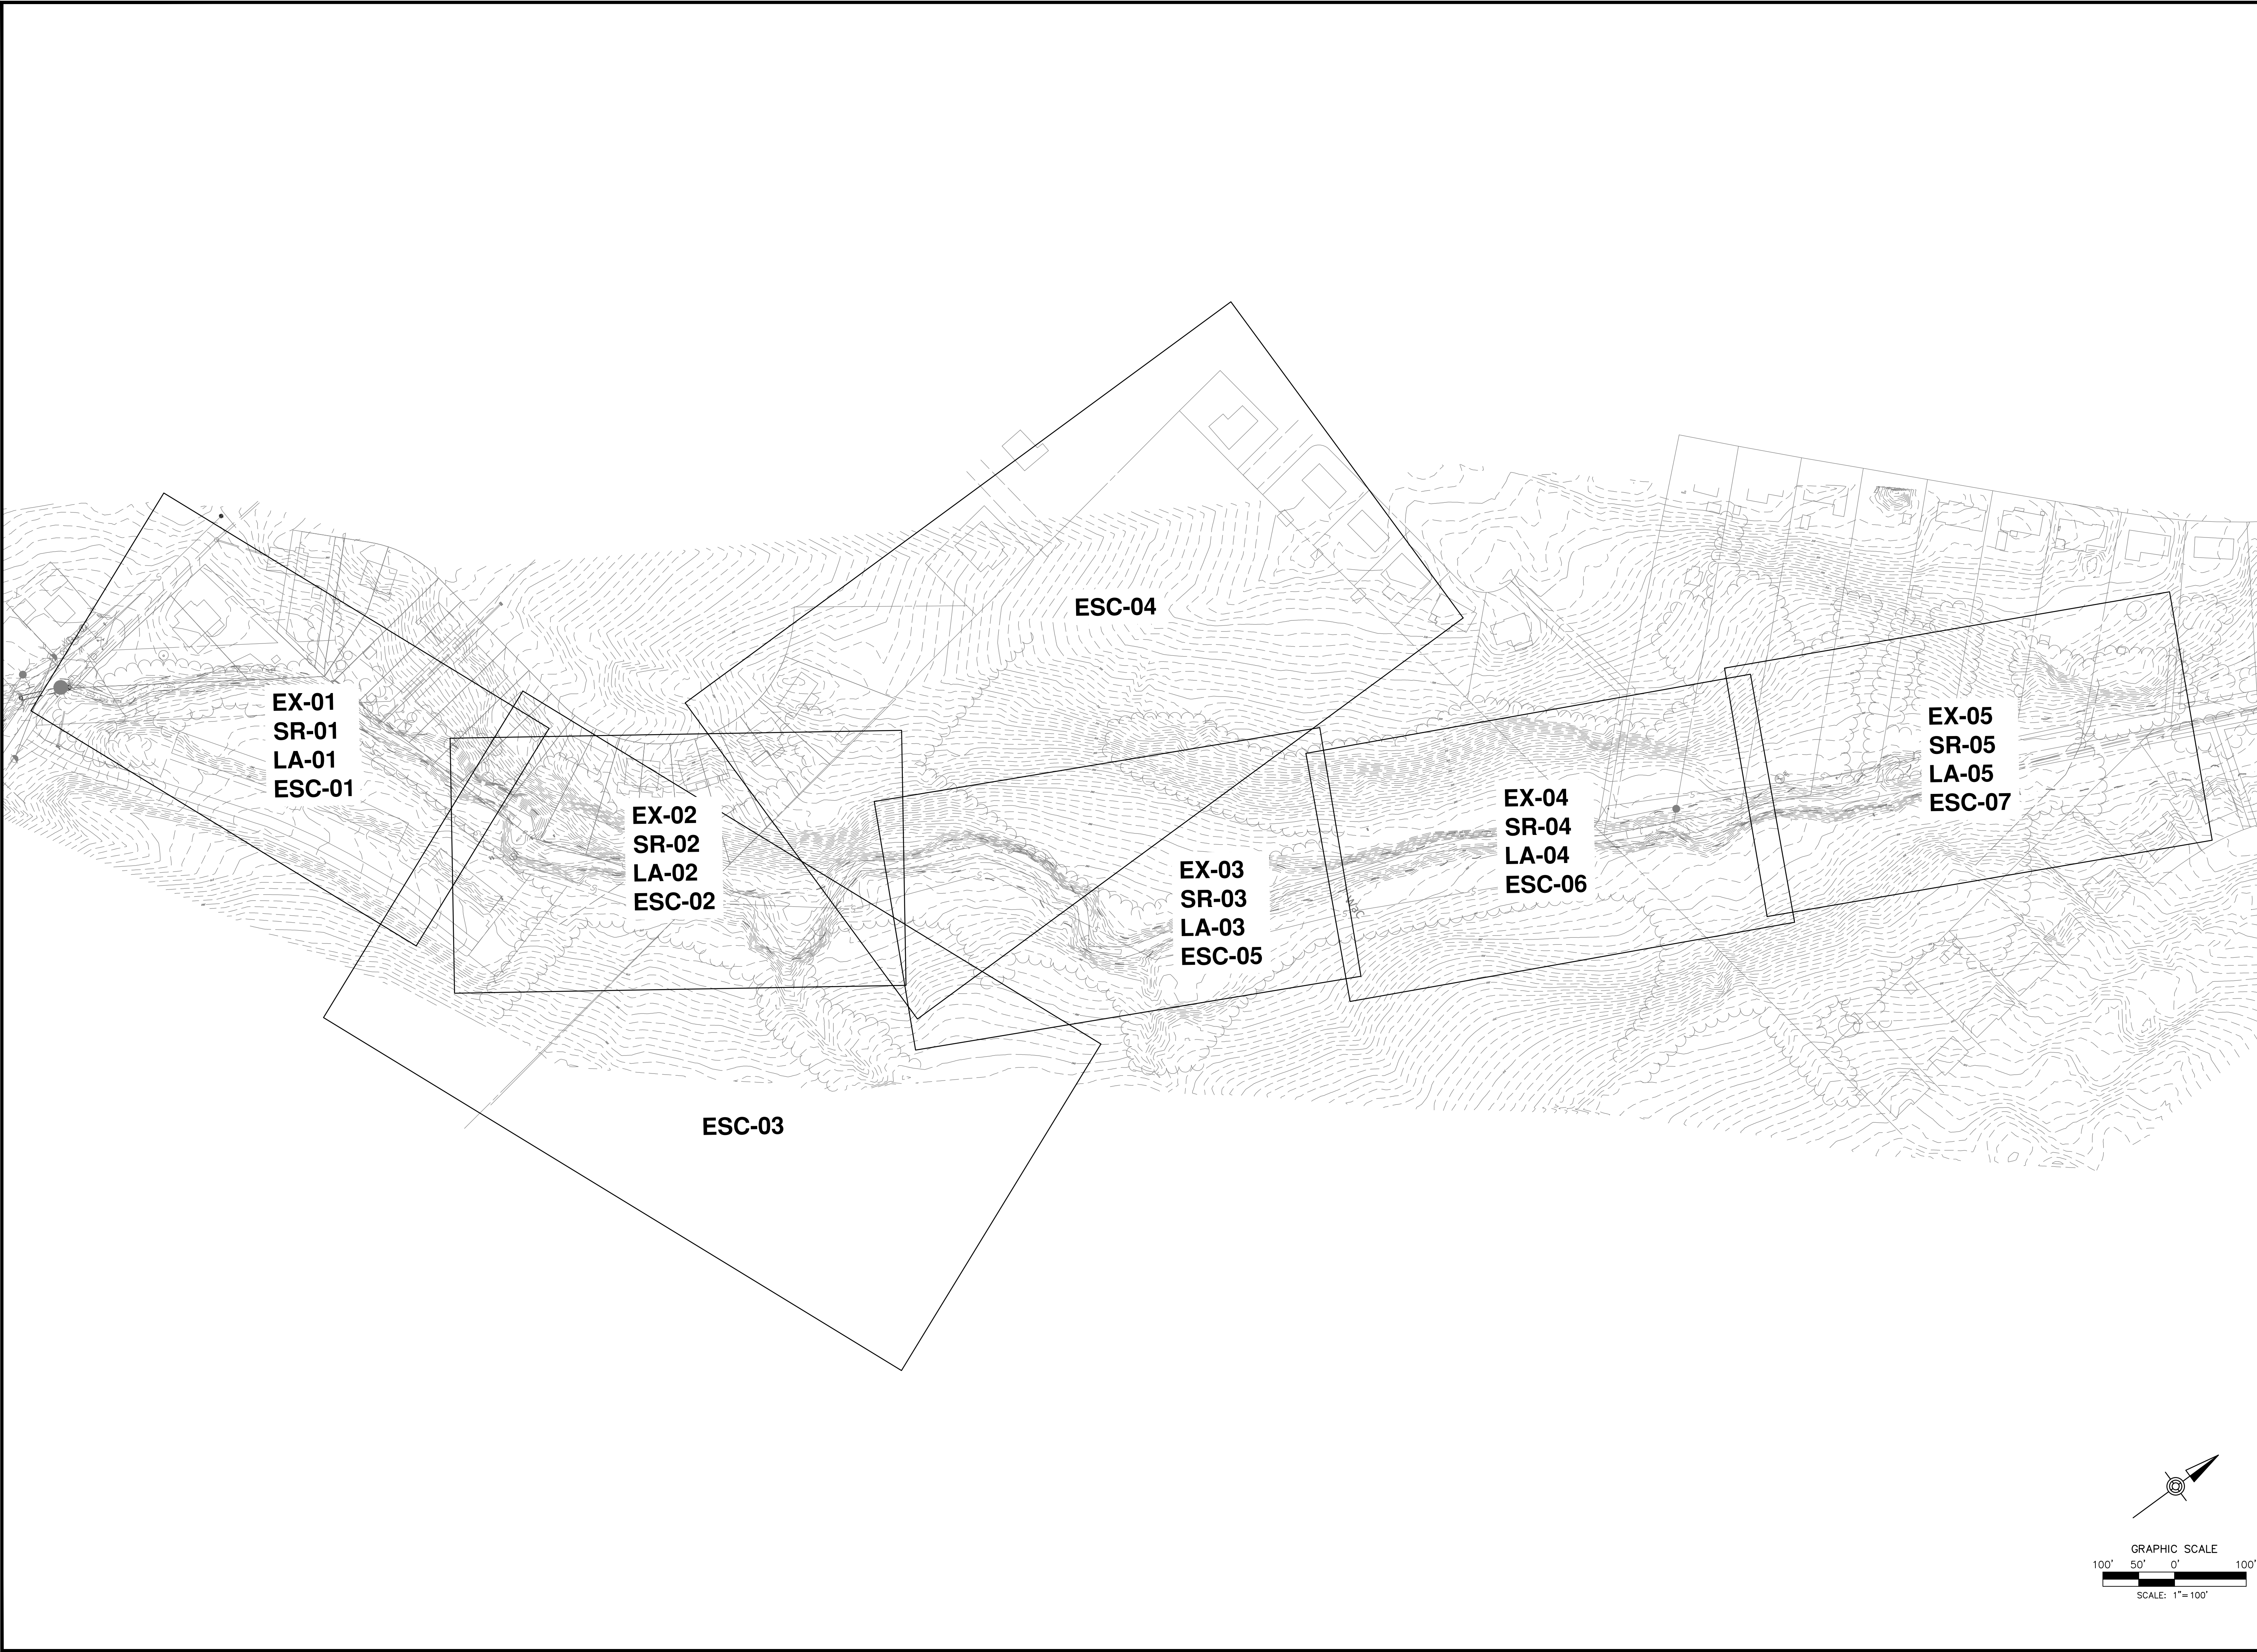 ESC-04
EX-01
SR-01
LA-01
ESC-01
EX-02
SR-02
LA-02
ESC-02
EX-03
SR-03
LA-03
ESC-05
EX-04
SR-04
LA-04
ESC-06
EX-05
SR-05
LA-05
ESC-07
ESC-03
GRAPHIC SCALE
100' 50' 0' 100'
SCALE: 1"=100'